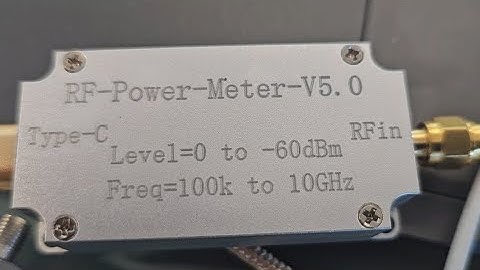 RF-Power-Meter-V5.0
Type-C
RFin
Level=0 to -60dBm
Freq=100k to 10GHz